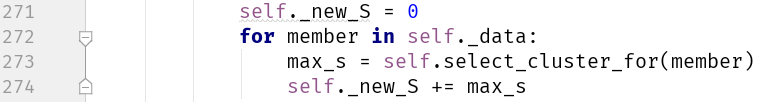 271 self._new_S = 0
272 for member in self._data:
273 max_s = self.select_cluster_for(member)
274 self._new_S += max_s